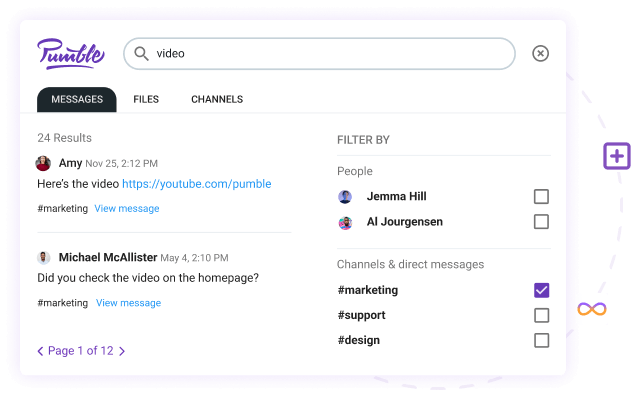 Pumble
video
MESSAGES FILES CHANNELS
24 Results
Amy Nov 25, 2:12 PM
Here's the video https://youtube.com/pumble
#marketing View message
Michael McAllister May 4, 2:10 PM
Did you check the video on the homepage?
#marketing View message
Page 1 of 12
FILTER BY
People
Jemma Hill
Al Jourgensen
Channels & direct messages
#marketing
#support
#design